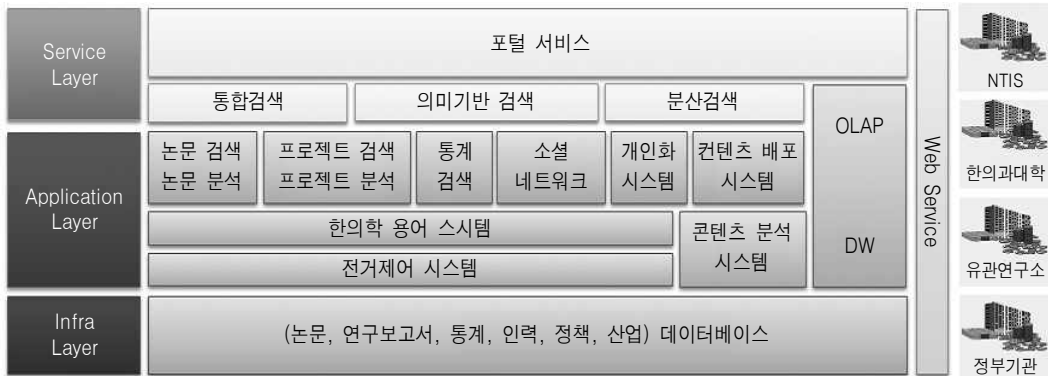 Service
Layer
포털 서비스
통합검색
의미기반 검색
분산검색
OLAP
DW
Application
Layer
논문 검색
논문 분석
프로젝트 검색
프로젝트 분석
통계
검색
소셜
네트워크
개인화
시스템
컨텐츠 배포
시스템
한의학 용어 스시템
전거제어 시스템
콘텐츠 분석
시스템
Infra
Layer
(논문, 연구보고서, 통계, 인력, 정책, 산업) 데이터베이스
Web Service
NTIS
한의과대학
유관연구소
정부기관